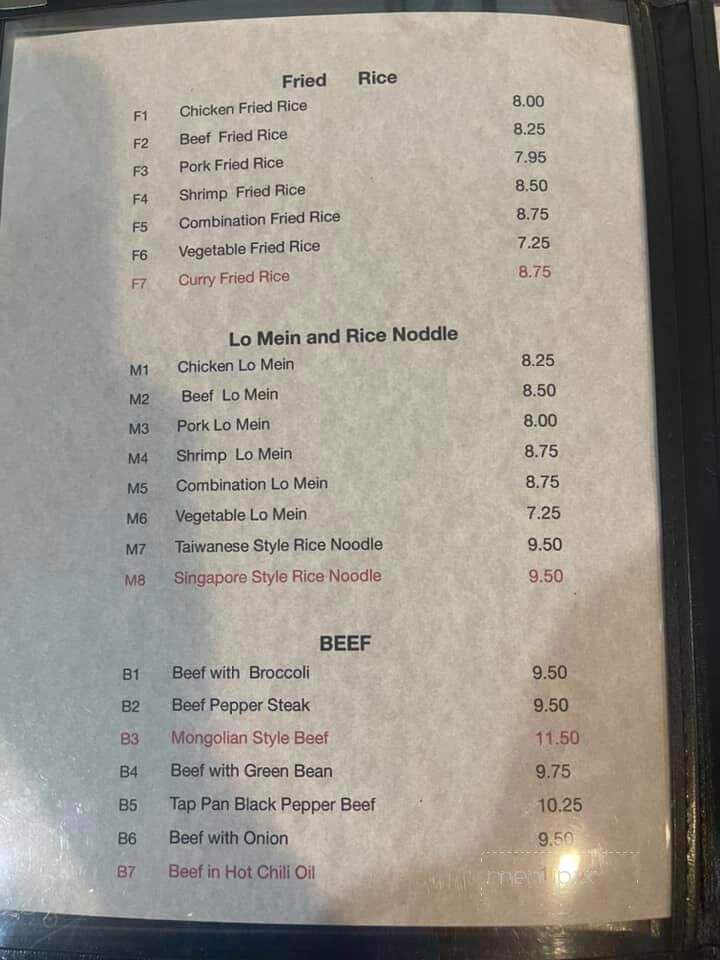 Fried Rice
F1 Chicken Fried Rice 8.00
F2 Beef Fried Rice 8.25
F3 Pork Fried Rice 7.95
F4 Shrimp Fried Rice 8.50
F5 Combination Fried Rice 8.75
F6 Vegetable Fried Rice 7.25
F7 Curry Fried Rice 8.75
Lo Mein and Rice Noddle
M1 Chicken Lo Mein 8.25
M2 Beef Lo Mein 8.50
M3 Pork Lo Mein 8.00
M4 Shrimp Lo Mein 8.75
M5 Combination Lo Mein 8.75
M6 Vegetable Lo Mein 7.25
M7 Taiwanese Style Rice Noodle 9.50
M8 Singapore Style Rice Noodle 9.50
BEEF
B1 Beef with Broccoli 9.50
B2 Beef Pepper Steak 9.50
B3 Mongolian Style Beef 11.50
B4 Beef with Green Bean 9.75
B5 Tap Pan Black Pepper Beef 10.25
B6 Beef with Onion 9.50
B7 Beef in Hot Chili Oil